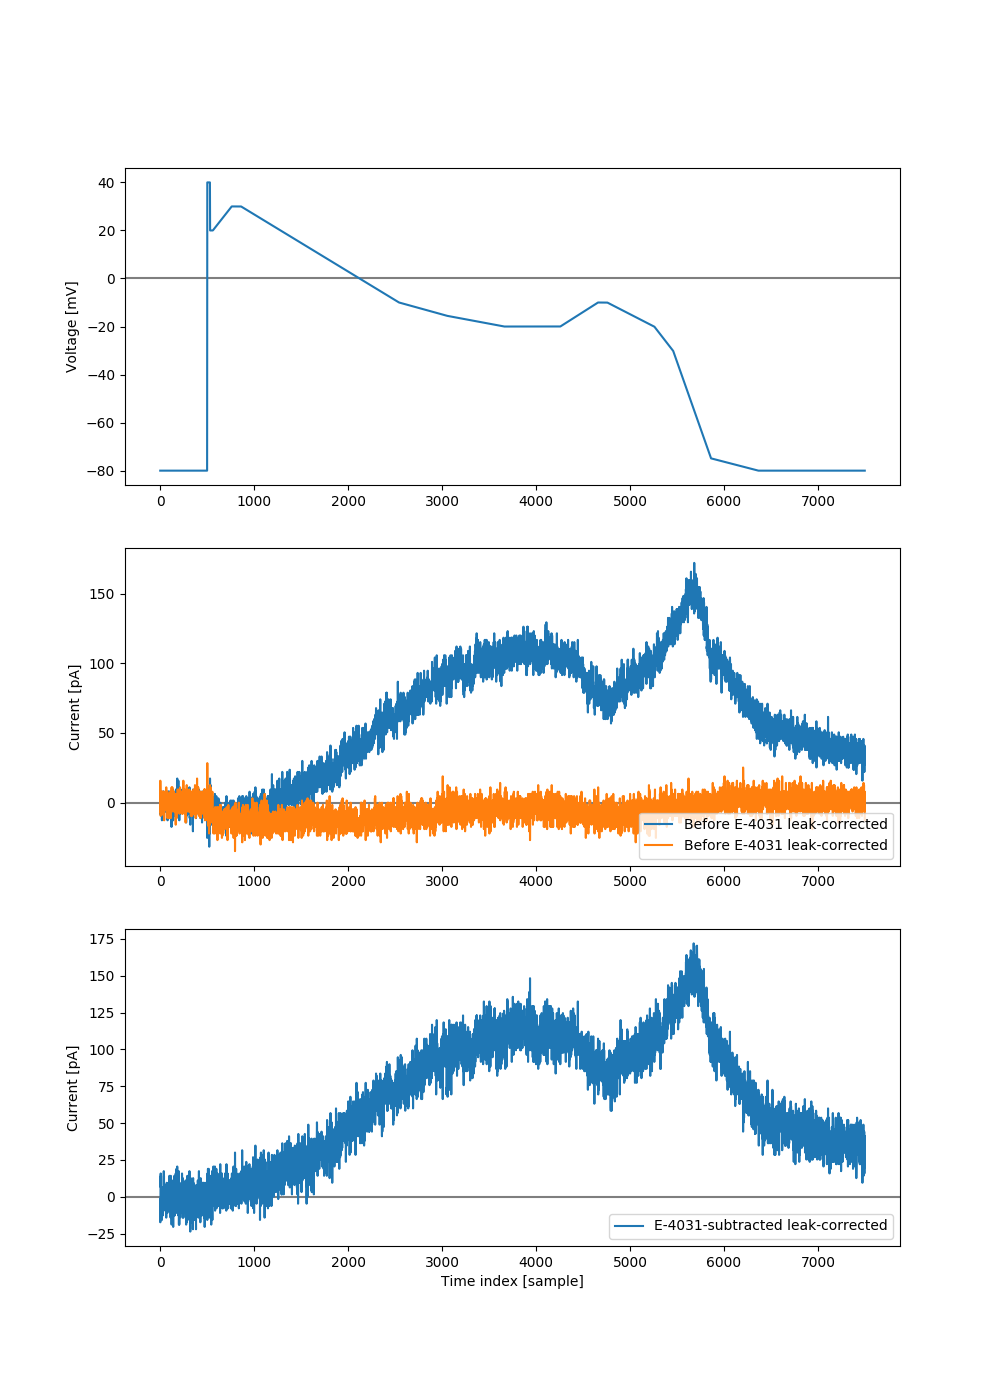 40
20
0
−20
−40
−60
−80
Voltage [mV]
0 1000 2000 3000 4000 5000 6000 7000
150
100
50
0
Current [pA]
Before E-4031 leak-corrected
Before E-4031 leak-corrected
0 1000 2000 3000 4000 5000 6000 7000
175
150
125
100
75
50
25
0
−25
Current [pA]
E-4031-subtracted leak-corrected
0 1000 2000 3000 4000 5000 6000 7000
Time index [sample]